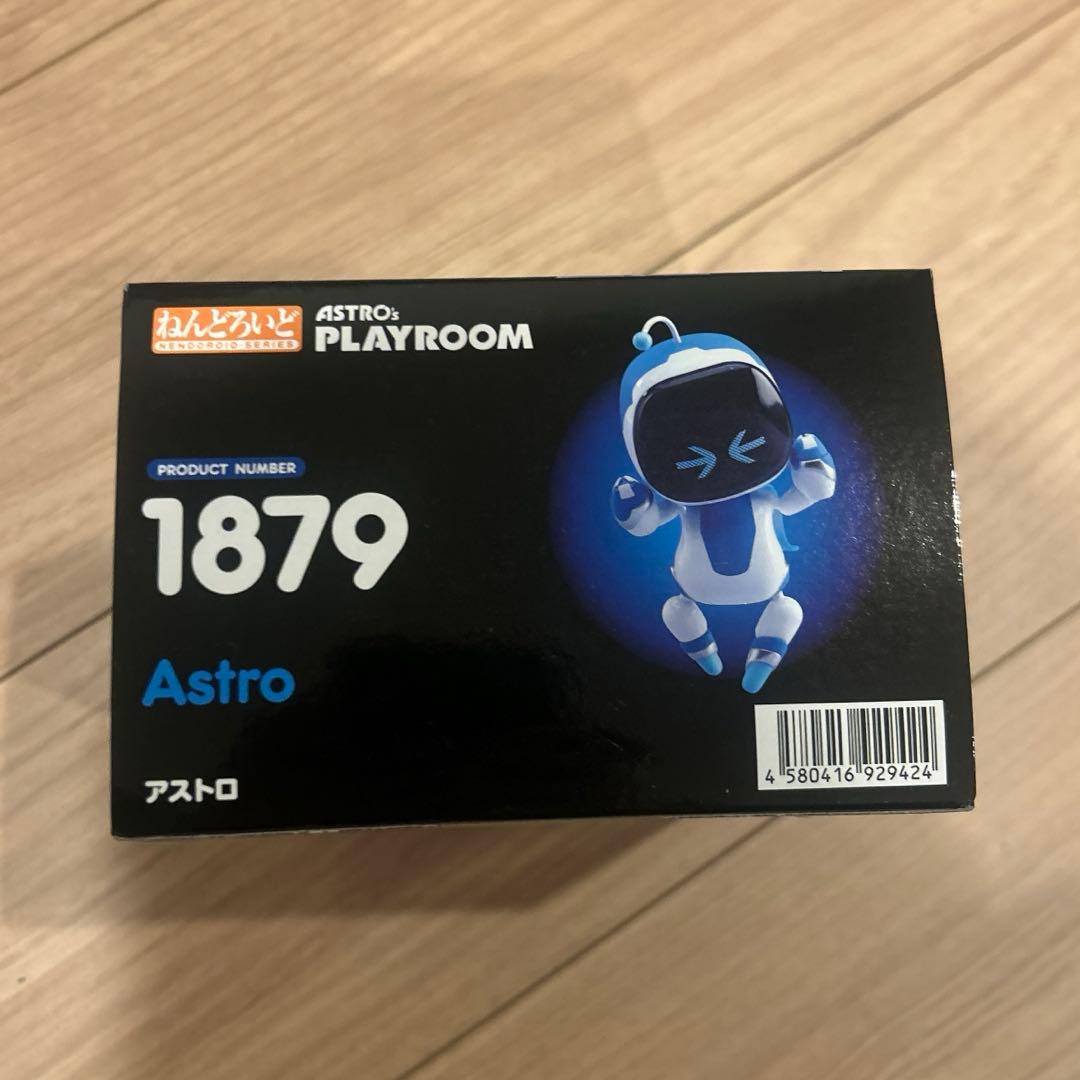 ねんどろいど
NENDOROID-SERIES
ASTRO's
PLAYROOM
PRODUCT NUMBER
1879
Astro
アストロ
4 580416 929424